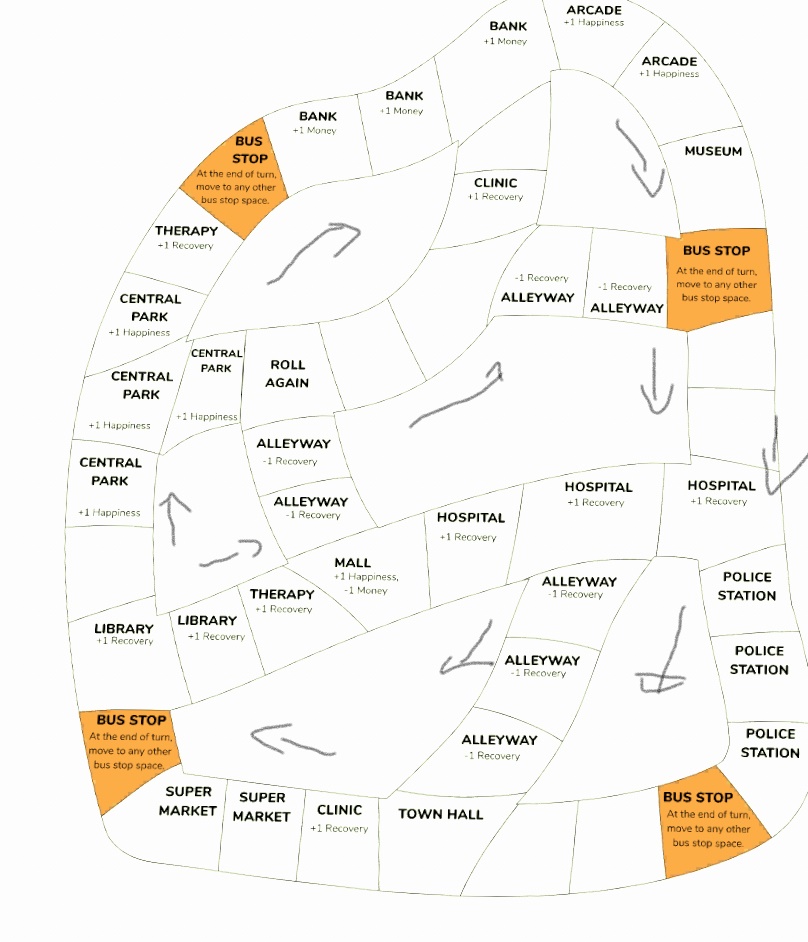 ARCADE
+1 Happiness
BANK
+1 Money
ARCADE
+1 Happiness
BANK
+1 Money
BANK
+1 Money
BUS
STOP
At the end of turn,
move to any other
bus stop space.
MUSEUM
CLINIC
+1 Recovery
THERAPY
+1 Recovery
BUS STOP
At the end of turn,
move to any other
bus stop space.
-1 Recovery
ALLEYWAY
-1 Recovery
ALLEYWAY
CENTRAL
PARK
+1 Happiness
CENTRAL
PARK
+1 Happiness
ROLL
AGAIN
CENTRAL
PARK
+1 Happiness
ALLEYWAY
-1 Recovery
CENTRAL
PARK
+1 Happiness
ALLEYWAY
-1 Recovery
HOSPITAL
+1 Recovery
HOSPITAL
+1 Recovery
HOSPITAL
+1 Recovery
MALL
+1 Happiness,
-1 Money
ALLEYWAY
-1 Recovery
POLICE
STATION
THERAPY
+1 Recovery
LIBRARY
+1 Recovery
LIBRARY
+1 Recovery
ALLEYWAY
-1 Recovery
POLICE
STATION
BUS STOP
At the end of turn,
move to any other
bus stop space.
ALLEYWAY
-1 Recovery
POLICE
STATION
SUPER
MARKET
SUPER
MARKET
CLINIC
+1 Recovery
TOWN HALL
BUS STOP
At the end of turn,
move to any other
bus stop space.